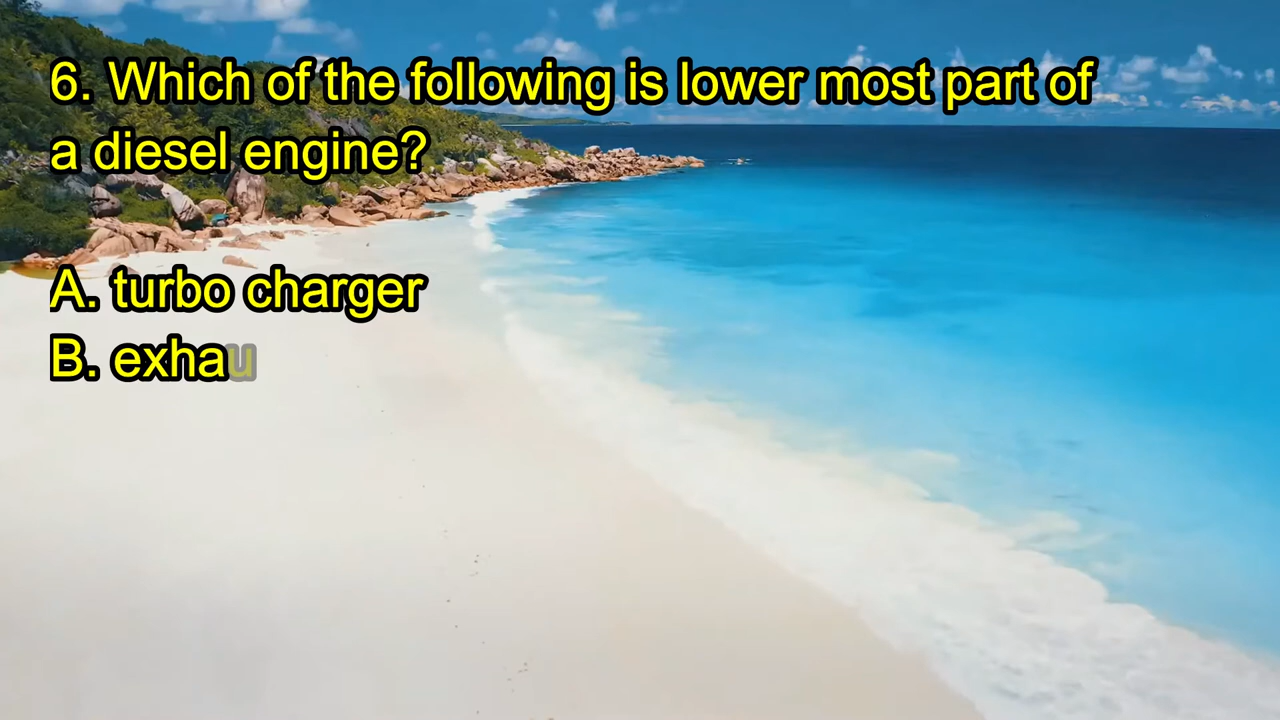 6. Which of the following is lower most part of
a diesel engine?
A. turbo charger
B. exhau